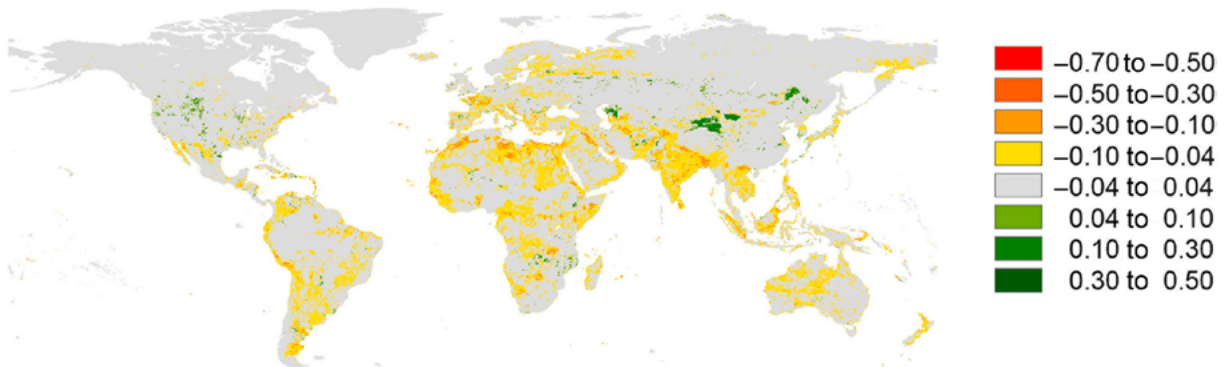 −0.70 to −0.50
−0.50 to −0.30
−0.30 to −0.10
−0.10 to −0.04
−0.04 to 0.04
0.04 to 0.10
0.10 to 0.30
0.30 to 0.50